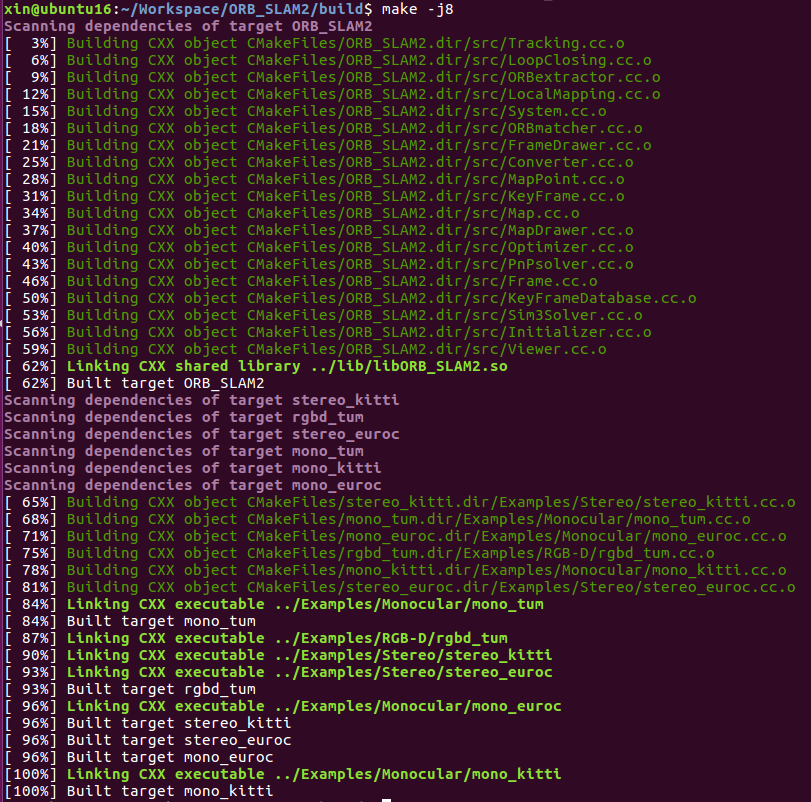 xin@ubuntu16:~/Workspace/ORB_SLAM2/build$ make -j8
Scanning dependencies of target ORB_SLAM2
[  3%] Building CXX object CMakeFiles/ORB_SLAM2.dir/src/Tracking.cc.o
[  6%] Building CXX object CMakeFiles/ORB_SLAM2.dir/src/LoopClosing.cc.o
[  9%] Building CXX object CMakeFiles/ORB_SLAM2.dir/src/ORBextractor.cc.o
[ 12%] Building CXX object CMakeFiles/ORB_SLAM2.dir/src/LocalMapping.cc.o
[ 15%] Building CXX object CMakeFiles/ORB_SLAM2.dir/src/System.cc.o
[ 18%] Building CXX object CMakeFiles/ORB_SLAM2.dir/src/ORBmatcher.cc.o
[ 21%] Building CXX object CMakeFiles/ORB_SLAM2.dir/src/FrameDrawer.cc.o
[ 25%] Building CXX object CMakeFiles/ORB_SLAM2.dir/src/Converter.cc.o
[ 28%] Building CXX object CMakeFiles/ORB_SLAM2.dir/src/MapPoint.cc.o
[ 31%] Building CXX object CMakeFiles/ORB_SLAM2.dir/src/KeyFrame.cc.o
[ 34%] Building CXX object CMakeFiles/ORB_SLAM2.dir/src/Map.cc.o
[ 37%] Building CXX object CMakeFiles/ORB_SLAM2.dir/src/MapDrawer.cc.o
[ 40%] Building CXX object CMakeFiles/ORB_SLAM2.dir/src/Optimizer.cc.o
[ 43%] Building CXX object CMakeFiles/ORB_SLAM2.dir/src/PnPsolver.cc.o
[ 46%] Building CXX object CMakeFiles/ORB_SLAM2.dir/src/Frame.cc.o
[ 50%] Building CXX object CMakeFiles/ORB_SLAM2.dir/src/KeyFrameDatabase.cc.o
[ 53%] Building CXX object CMakeFiles/ORB_SLAM2.dir/src/Sim3Solver.cc.o
[ 56%] Building CXX object CMakeFiles/ORB_SLAM2.dir/src/Initializer.cc.o
[ 59%] Building CXX object CMakeFiles/ORB_SLAM2.dir/src/Viewer.cc.o
[ 62%] Linking CXX shared library ../lib/libORB_SLAM2.so
[ 62%] Built target ORB_SLAM2
Scanning dependencies of target stereo_kitti
Scanning dependencies of target rgbd_tum
Scanning dependencies of target stereo_euroc
Scanning dependencies of target mono_tum
Scanning dependencies of target mono_kitti
Scanning dependencies of target mono_euroc
[ 65%] Building CXX object CMakeFiles/stereo_kitti.dir/Examples/Stereo/stereo_kitti.cc.o
[ 68%] Building CXX object CMakeFiles/mono_tum.dir/Examples/Monocular/mono_tum.cc.o
[ 71%] Building CXX object CMakeFiles/mono_euroc.dir/Examples/Monocular/mono_euroc.cc.o
[ 75%] Building CXX object CMakeFiles/rgbd_tum.dir/Examples/RGB-D/rgbd_tum.cc.o
[ 78%] Building CXX object CMakeFiles/mono_kitti.dir/Examples/Monocular/mono_kitti.cc.o
[ 81%] Building CXX object CMakeFiles/stereo_euroc.dir/Examples/Stereo/stereo_euroc.cc.o
[ 84%] Linking CXX executable ../Examples/Monocular/mono_tum
[ 84%] Built target mono_tum
[ 87%] Linking CXX executable ../Examples/RGB-D/rgbd_tum
[ 90%] Linking CXX executable ../Examples/Stereo/stereo_kitti
[ 93%] Linking CXX executable ../Examples/Stereo/stereo_euroc
[ 93%] Built target rgbd_tum
[ 96%] Linking CXX executable ../Examples/Monocular/mono_euroc
[ 96%] Built target stereo_kitti
[ 96%] Built target stereo_euroc
[ 96%] Built target mono_euroc
[100%] Linking CXX executable ../Examples/Monocular/mono_kitti
[100%] Built target mono_kitti